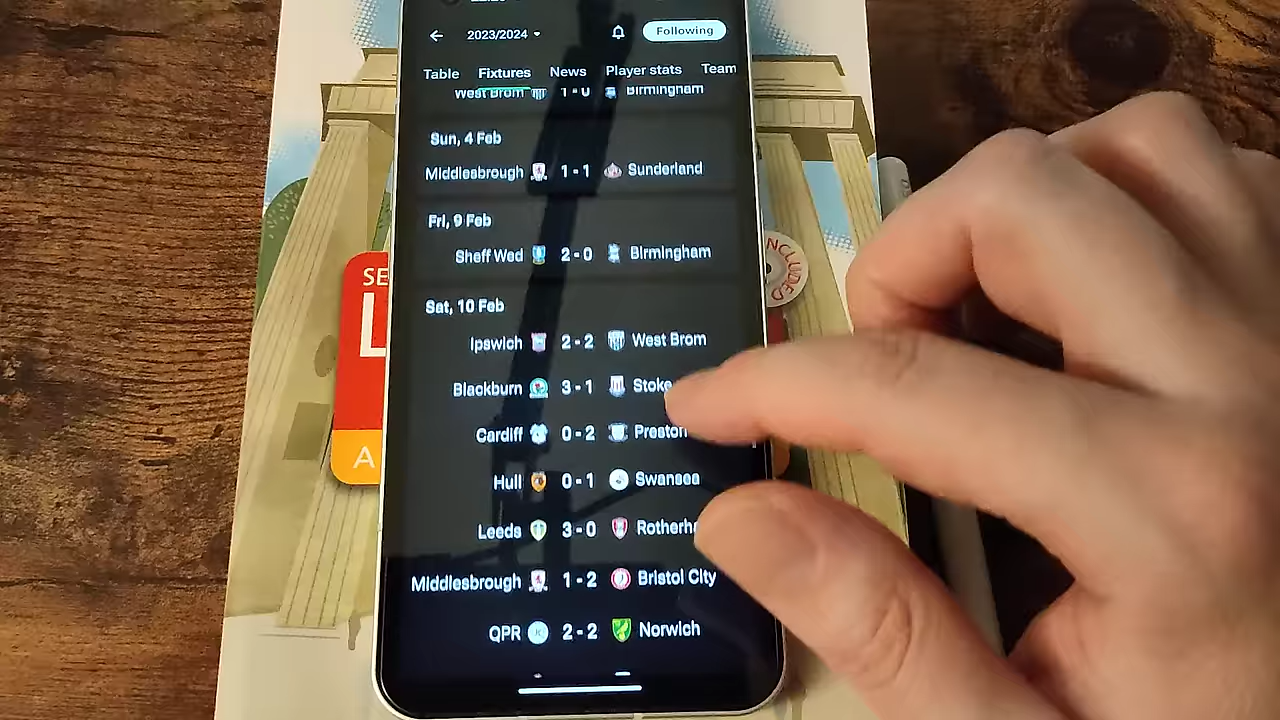 2023/2024
Following
Table Fixtures News Player stats Team
West Brom 1 - 0 Birmingham
Sun, 4 Feb
Middlesbrough 1 - 1 Sunderland
Fri, 9 Feb
Sheff Wed 2 - 0 Birmingham
Sat, 10 Feb
Ipswich 2 - 2 West Brom
Blackburn 3 - 1 Stoke
Cardiff 0 - 2 Preston
Hull 0 - 1 Swansea
Leeds 3 - 0 Rotherh
Middlesbrough 1 - 2 Bristol City
QPR 2 - 2 Norwich
SE
L
A
INCLUDED